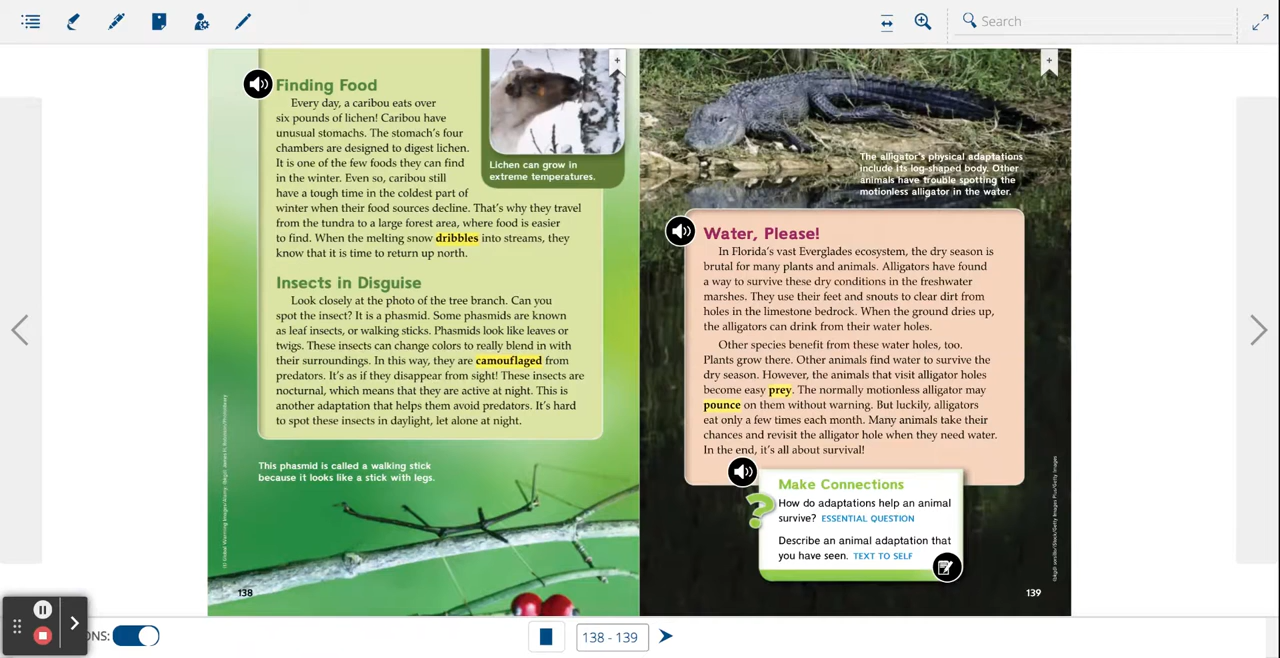 Search
Finding Food
Every day, a caribou eats over
six pounds of lichen! Caribou have
unusual stomachs. The stomach's four
chambers are designed to digest lichen.
It is one of the few foods they can find
in the winter. Even so, caribou still
have a tough time in the coldest part of
winter when their food sources decline. That's why they travel
from the tundra to a large forest area, where food is easier
to find. When the melting snow dribbles into streams, they
know that it is time to return up north.
Lichen can grow in
extreme temperatures.
Insects in Disguise
Look closely at the photo of the tree branch. Can you
spot the insect? It is a phasmid. Some phasmids are known
as leaf insects, or walking sticks. Phasmids look like leaves or
twigs. These insects can change colors to really blend in with
their surroundings. In this way, they are camouflaged from
predators. It's as if they disappear from sight! These insects are
nocturnal, which means that they are active at night. This is
another adaptation that helps them avoid predators. It's hard
to spot these insects in daylight, let alone at night.
This phasmid is called a walking stick
because it looks like a stick with legs.
138
The alligator's physical adaptations
include its log-shaped body. Other
animals have trouble spotting the
motionless alligator in the water.
Water, Please!
In Florida's vast Everglades ecosystem, the dry season is
brutal for many plants and animals. Alligators have found
a way to survive these dry conditions in the freshwater
marshes. They use their feet and snouts to clear dirt from
holes in the limestone bedrock. When the ground dries up,
the alligators can drink from their water holes.
Other species benefit from these water holes, too.
Plants grow there. Other animals find water to survive the
dry season. However, the animals that visit alligator holes
become easy prey. The normally motionless alligator may
pounce on them without warning. But luckily, alligators
eat only a few times each month. Many animals take their
chances and revisit the alligator hole when they need water.
In the end, it's all about survival!
Make Connections
How do adaptations help an animal
survive? ESSENTIAL QUESTION
Describe an animal adaptation that
you have seen. TEXT TO SELF
139
ONS:
138 - 139